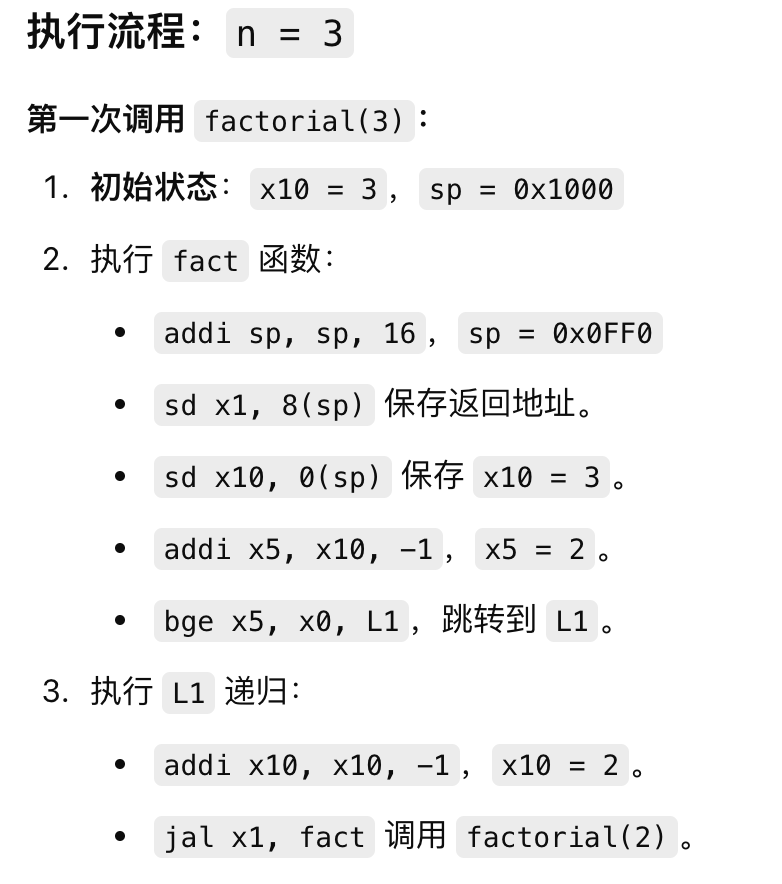 执行流程： n = 3
第一次调用 factorial(3)：
1. 初始状态： x10 = 3， sp = 0x1000
2. 执行 fact 函数：
• addi sp, sp, 16， sp = 0x0FF0
• sd x1, 8(sp) 保存返回地址。
• sd x10, 0(sp) 保存 x10 = 3。
• addi x5, x10, -1， x5 = 2。
• bge x5, x0, L1，跳转到 L1。
3. 执行 L1 递归：
• addi x10, x10, -1， x10 = 2。
• jal x1, fact 调用 factorial(2)。